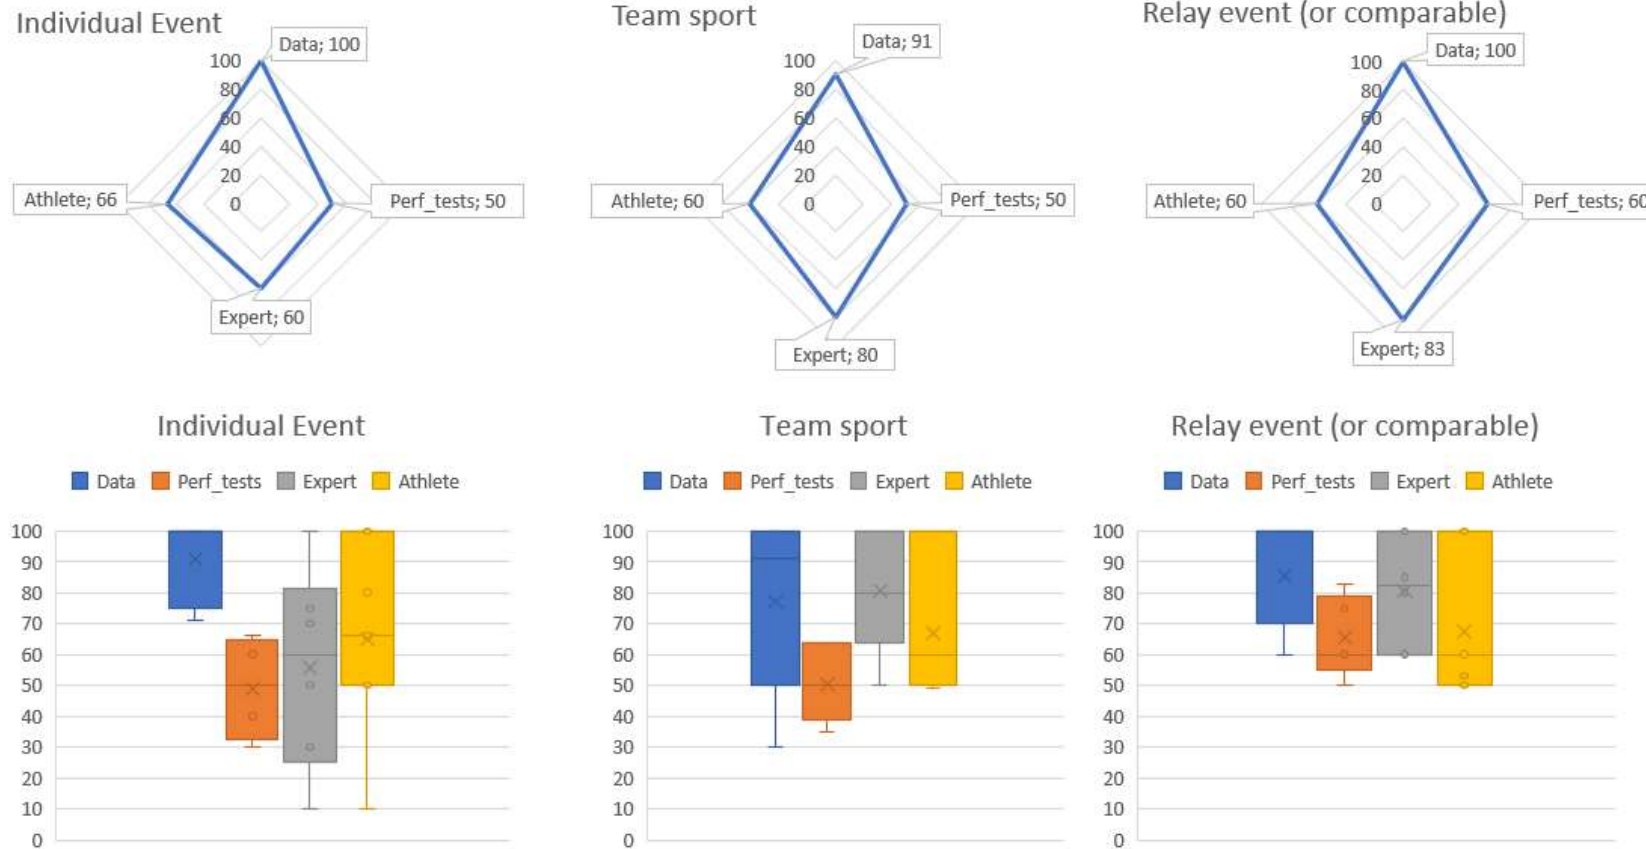 Individual Event
Data; 100
100
80
60
40
20
0
Athlete; 66
Perf_tests; 50
Expert; 60
Team sport
Data; 91
100
80
60
40
20
0
Athlete; 60
Perf_tests; 50
Expert; 80
Relay event (or comparable)
Data; 100
100
80
60
40
20
0
Athlete; 60
Perf_tests; 60
Expert; 83
Individual Event
Data Perf_tests Expert Athlete
100
90
80
70
60
50
40
30
20
10
0
Team sport
Data Perf_tests Expert Athlete
100
90
80
70
60
50
40
30
20
10
0
Relay event (or comparable)
Data Perf_tests Expert Athlete
100
90
80
70
60
50
40
30
20
10
0